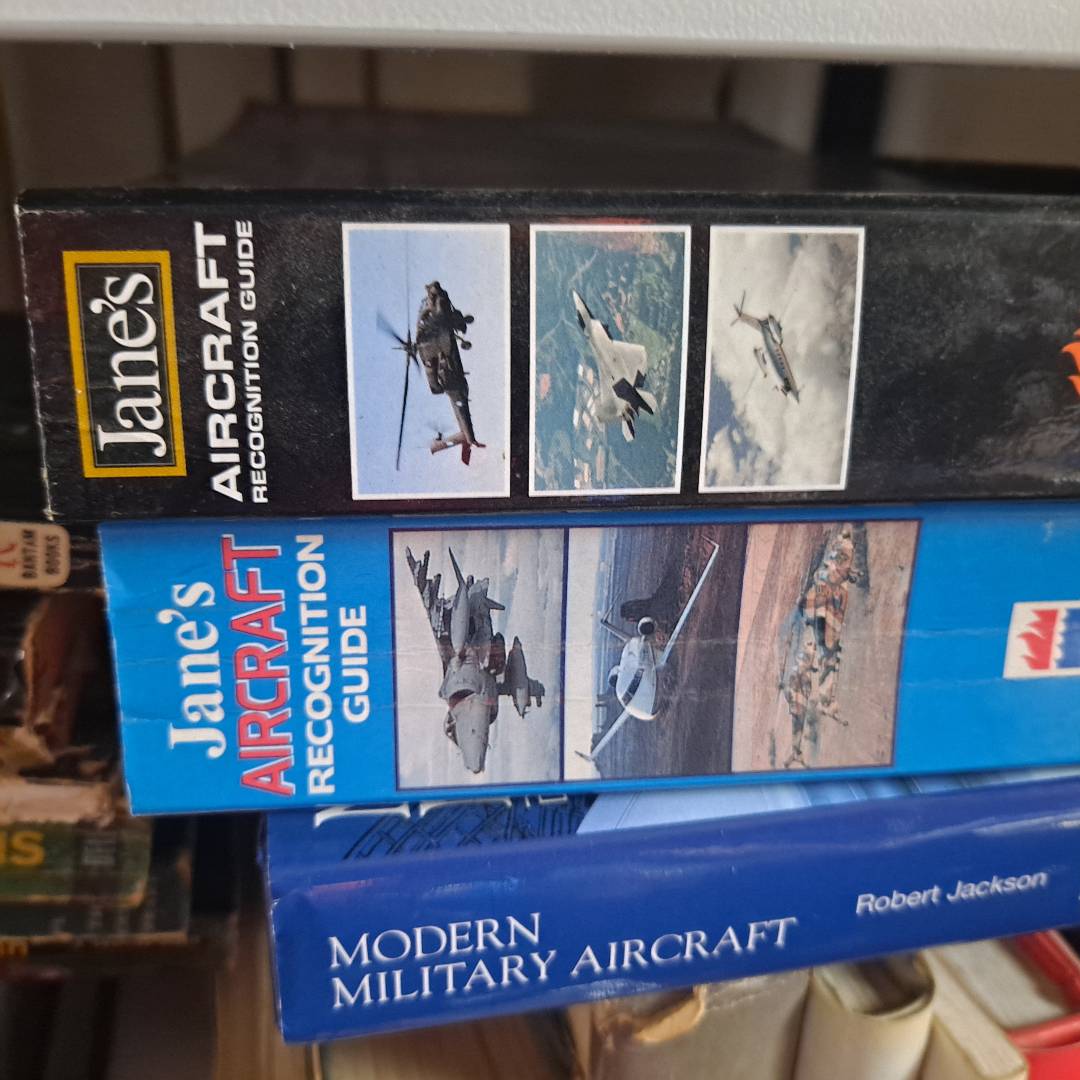 Jane's
AIRCRAFT
RECOGNITION GUIDE
Jane's
AIRCRAFT
RECOGNITION
GUIDE
MODERN
MILITARY AIRCRAFT
Robert Jackson
BANTAM
BOOKS